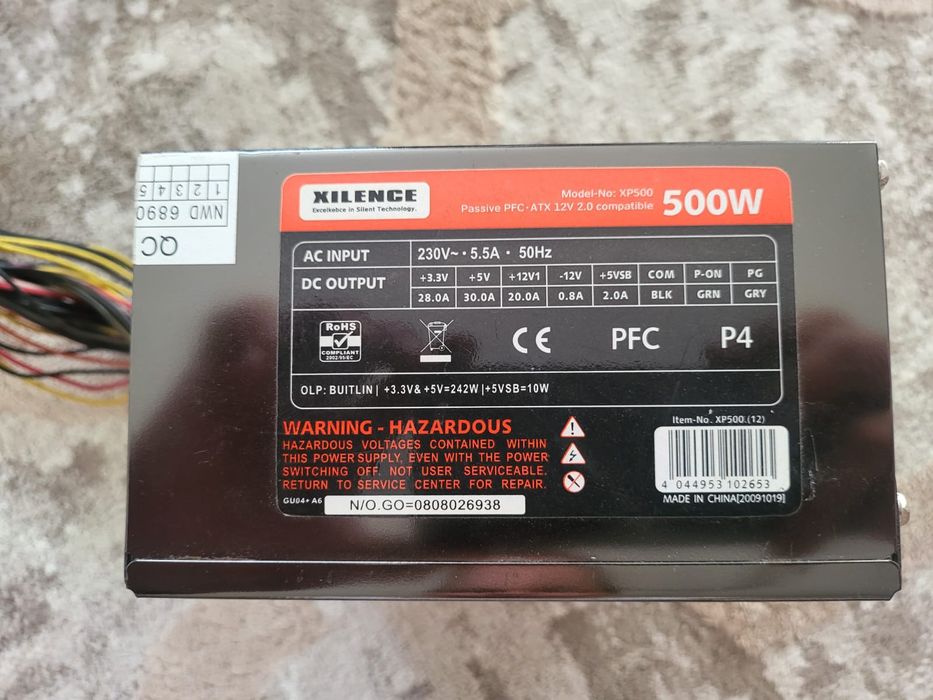 1 2 3 4 5
NWD 6890
QC
XILENCE
Excelkebce in Silent Technology.
Model-No: XP500
Passive PFC·ATX 12V 2.0 compatible
500W
AC INPUT 230V~ · 5.5A · 50Hz
DC OUTPUT +3.3V +5V +12V1 -12V +5VSB COM P-ON PG
28.0A 30.0A 20.0A 0.8A 2.0A BLK GRN GRY
RoHS
COMPLIANT
2002/95/EC
CE
PFC
P4
OLP: BUITLIN | +3.3V& +5V=242W |+5VSB=10W
WARNING - HAZARDOUS
HAZARDOUS VOLTAGES CONTAINED WITHIN
THIS POWER SUPPLY, EVEN WITH THE POWER
SWITCHING OFF. NOT USER SERVICEABLE.
RETURN TO SERVICE CENTER FOR REPAIR.
GU04+ A6
N/O.GO=0808026938
Item-No. XP500.(12)
4 044953 102653
MADE IN CHINA[20091019]